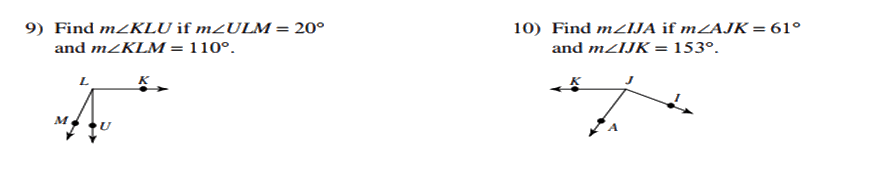 9) Find m∠KLU if m∠ULM = 20°
and m∠KLM = 110°.
L K
M U
10) Find m∠IJA if m∠AJK = 61°
and m∠IJK = 153°.
K J I
A